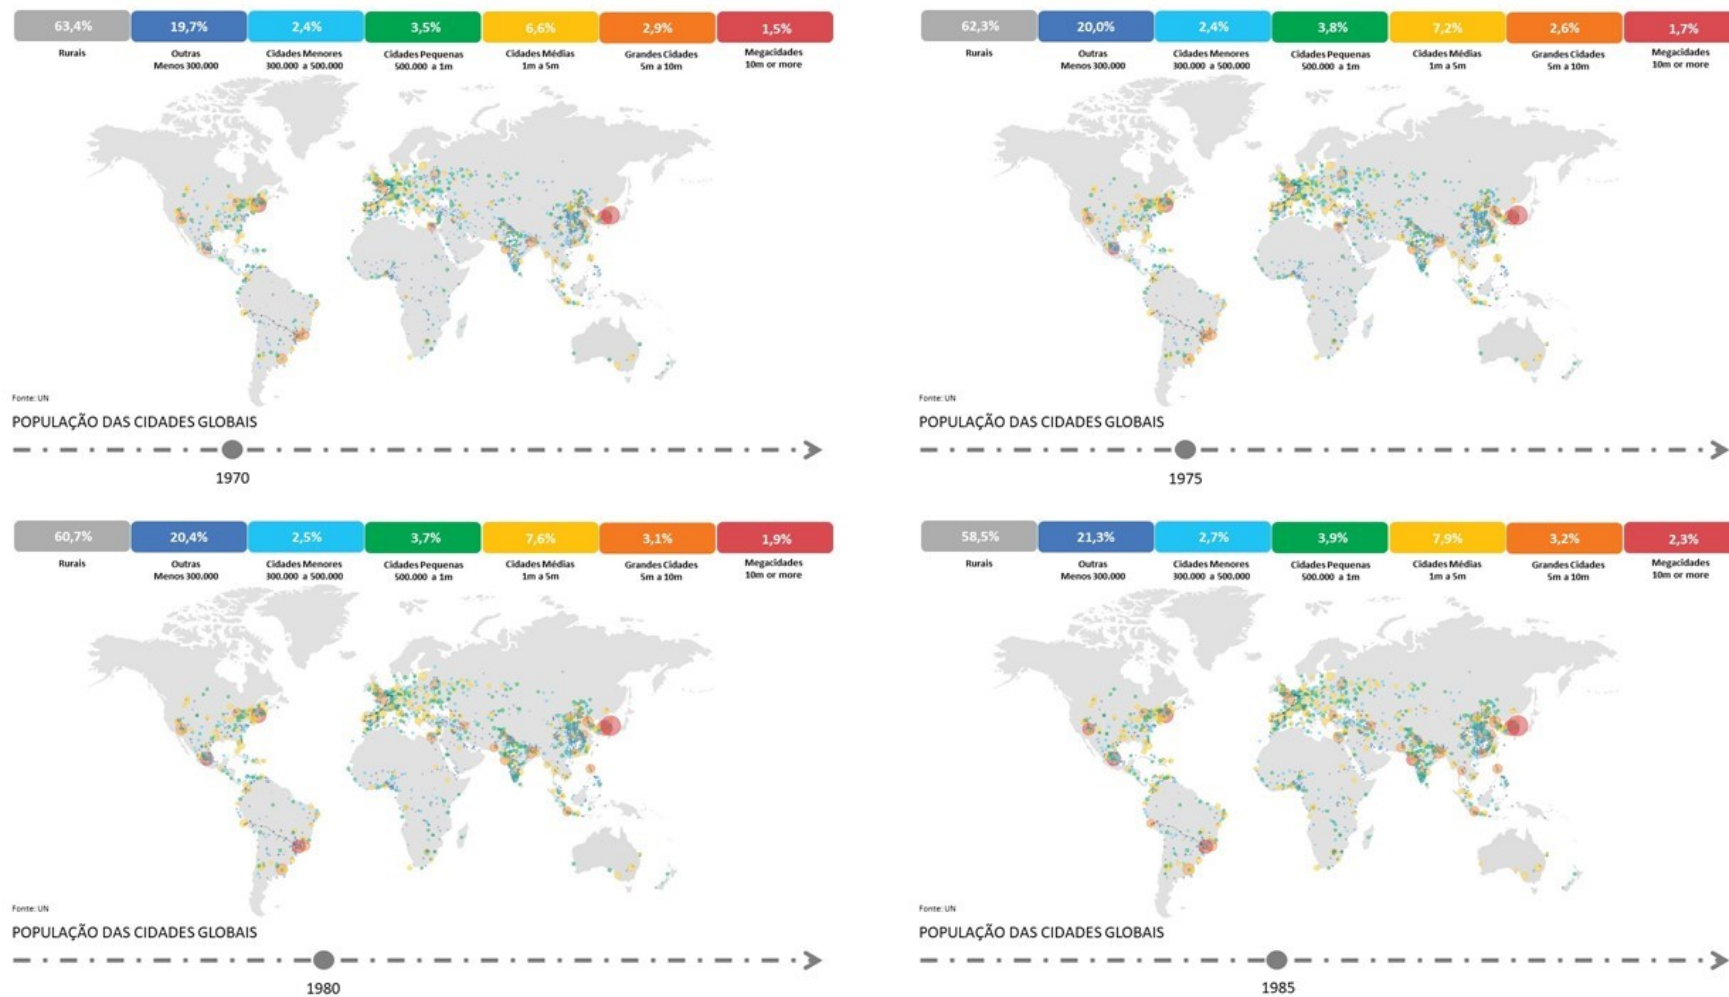 63,4% 19,7% 2,4% 3,5% 6,6% 2,9% 1,5%
Rurais Outras Cidades Menores Cidades Pequenas Cidades Médias Grandes Cidades Megacidades
Menos 300.000 300.000 a 500.000 500.000 a 1m 1m a 5m 5m a 10m 10m or more
Fonte: UN
POPULAÇÃO DAS CIDADES GLOBAIS
1970
62,3% 20,0% 2,4% 3,8% 7,2% 2,6% 1,7%
Rurais Outras Cidades Menores Cidades Pequenas Cidades Médias Grandes Cidades Megacidades
Menos 300.000 300.000 a 500.000 500.000 a 1m 1m a 5m 5m a 10m 10m or more
Fonte: UN
POPULAÇÃO DAS CIDADES GLOBAIS
1975
60,7% 20,4% 2,5% 3,7% 7,6% 3,1% 1,9%
Rurais Outras Cidades Menores Cidades Pequenas Cidades Médias Grandes Cidades Megacidades
Menos 300.000 300.000 a 500.000 500.000 a 1m 1m a 5m 5m a 10m 10m or more
Fonte: UN
POPULAÇÃO DAS CIDADES GLOBAIS
1980
58,5% 21,3% 2,7% 3,9% 7,9% 3,2% 2,3%
Rurais Outras Cidades Menores Cidades Pequenas Cidades Médias Grandes Cidades Megacidades
Menos 300.000 300.000 a 500.000 500.000 a 1m 1m a 5m 5m a 10m 10m or more
Fonte: UN
POPULAÇÃO DAS CIDADES GLOBAIS
1985